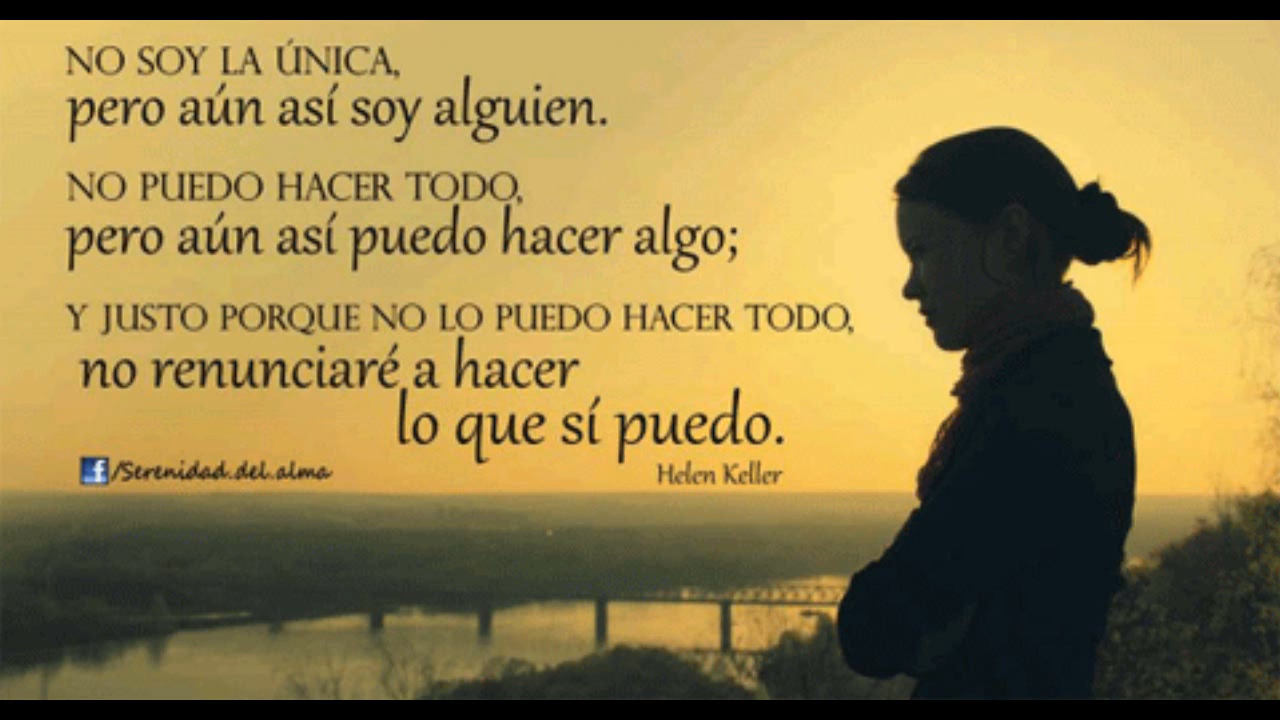 NO SOY LA ÚNICA,
pero aún así soy alguien.
NO PUEDO HACER TODO,
pero aún así puedo hacer algo;
Y JUSTO PORQUE NO LO PUEDO HACER TODO,
no renunciaré a hacer
lo que sí puedo.
Helen Keller
f/Serenidad.del.alma